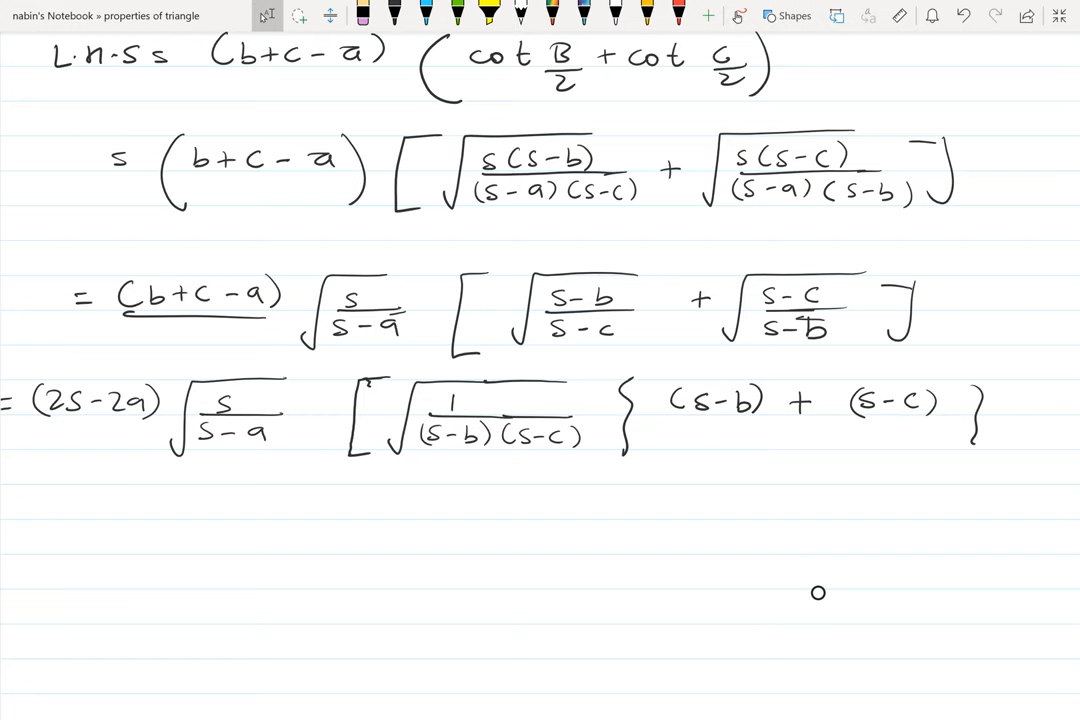 nabin's Notebook » properties of triangle
Shapes
L.H.S s (b+c-a) (cot B/2 + cot C/2)
s (b+c-a) [√(s(s-b)/(s-a)(s-c)) + √(s(s-c)/(s-a)(s-b))]
= (b+c-a) √(s/(s-a)) [√((s-b)/(s-c)) + √((s-c)/(s-b))]
= (2s-2a) √(s/(s-a)) [√(1/(s-b)(s-c)) { (s-b) + (s-c) }